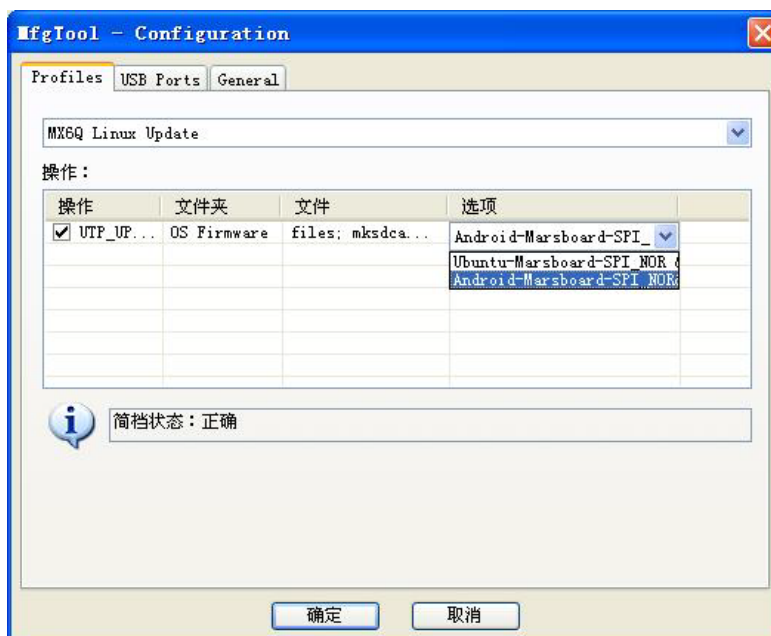 MfgTool - Configuration
Profiles USB Ports General
MX6Q Linux Update
操作：
操作 文件夹 文件 选项
UTP_UP... OS Firmware files; mksdca... Android-Marsboard-SPI_
Ubuntu-Marsboard-SPI_NOR
Android-Marsboard-SPI_NOR
简档状态：正确
确定 取消